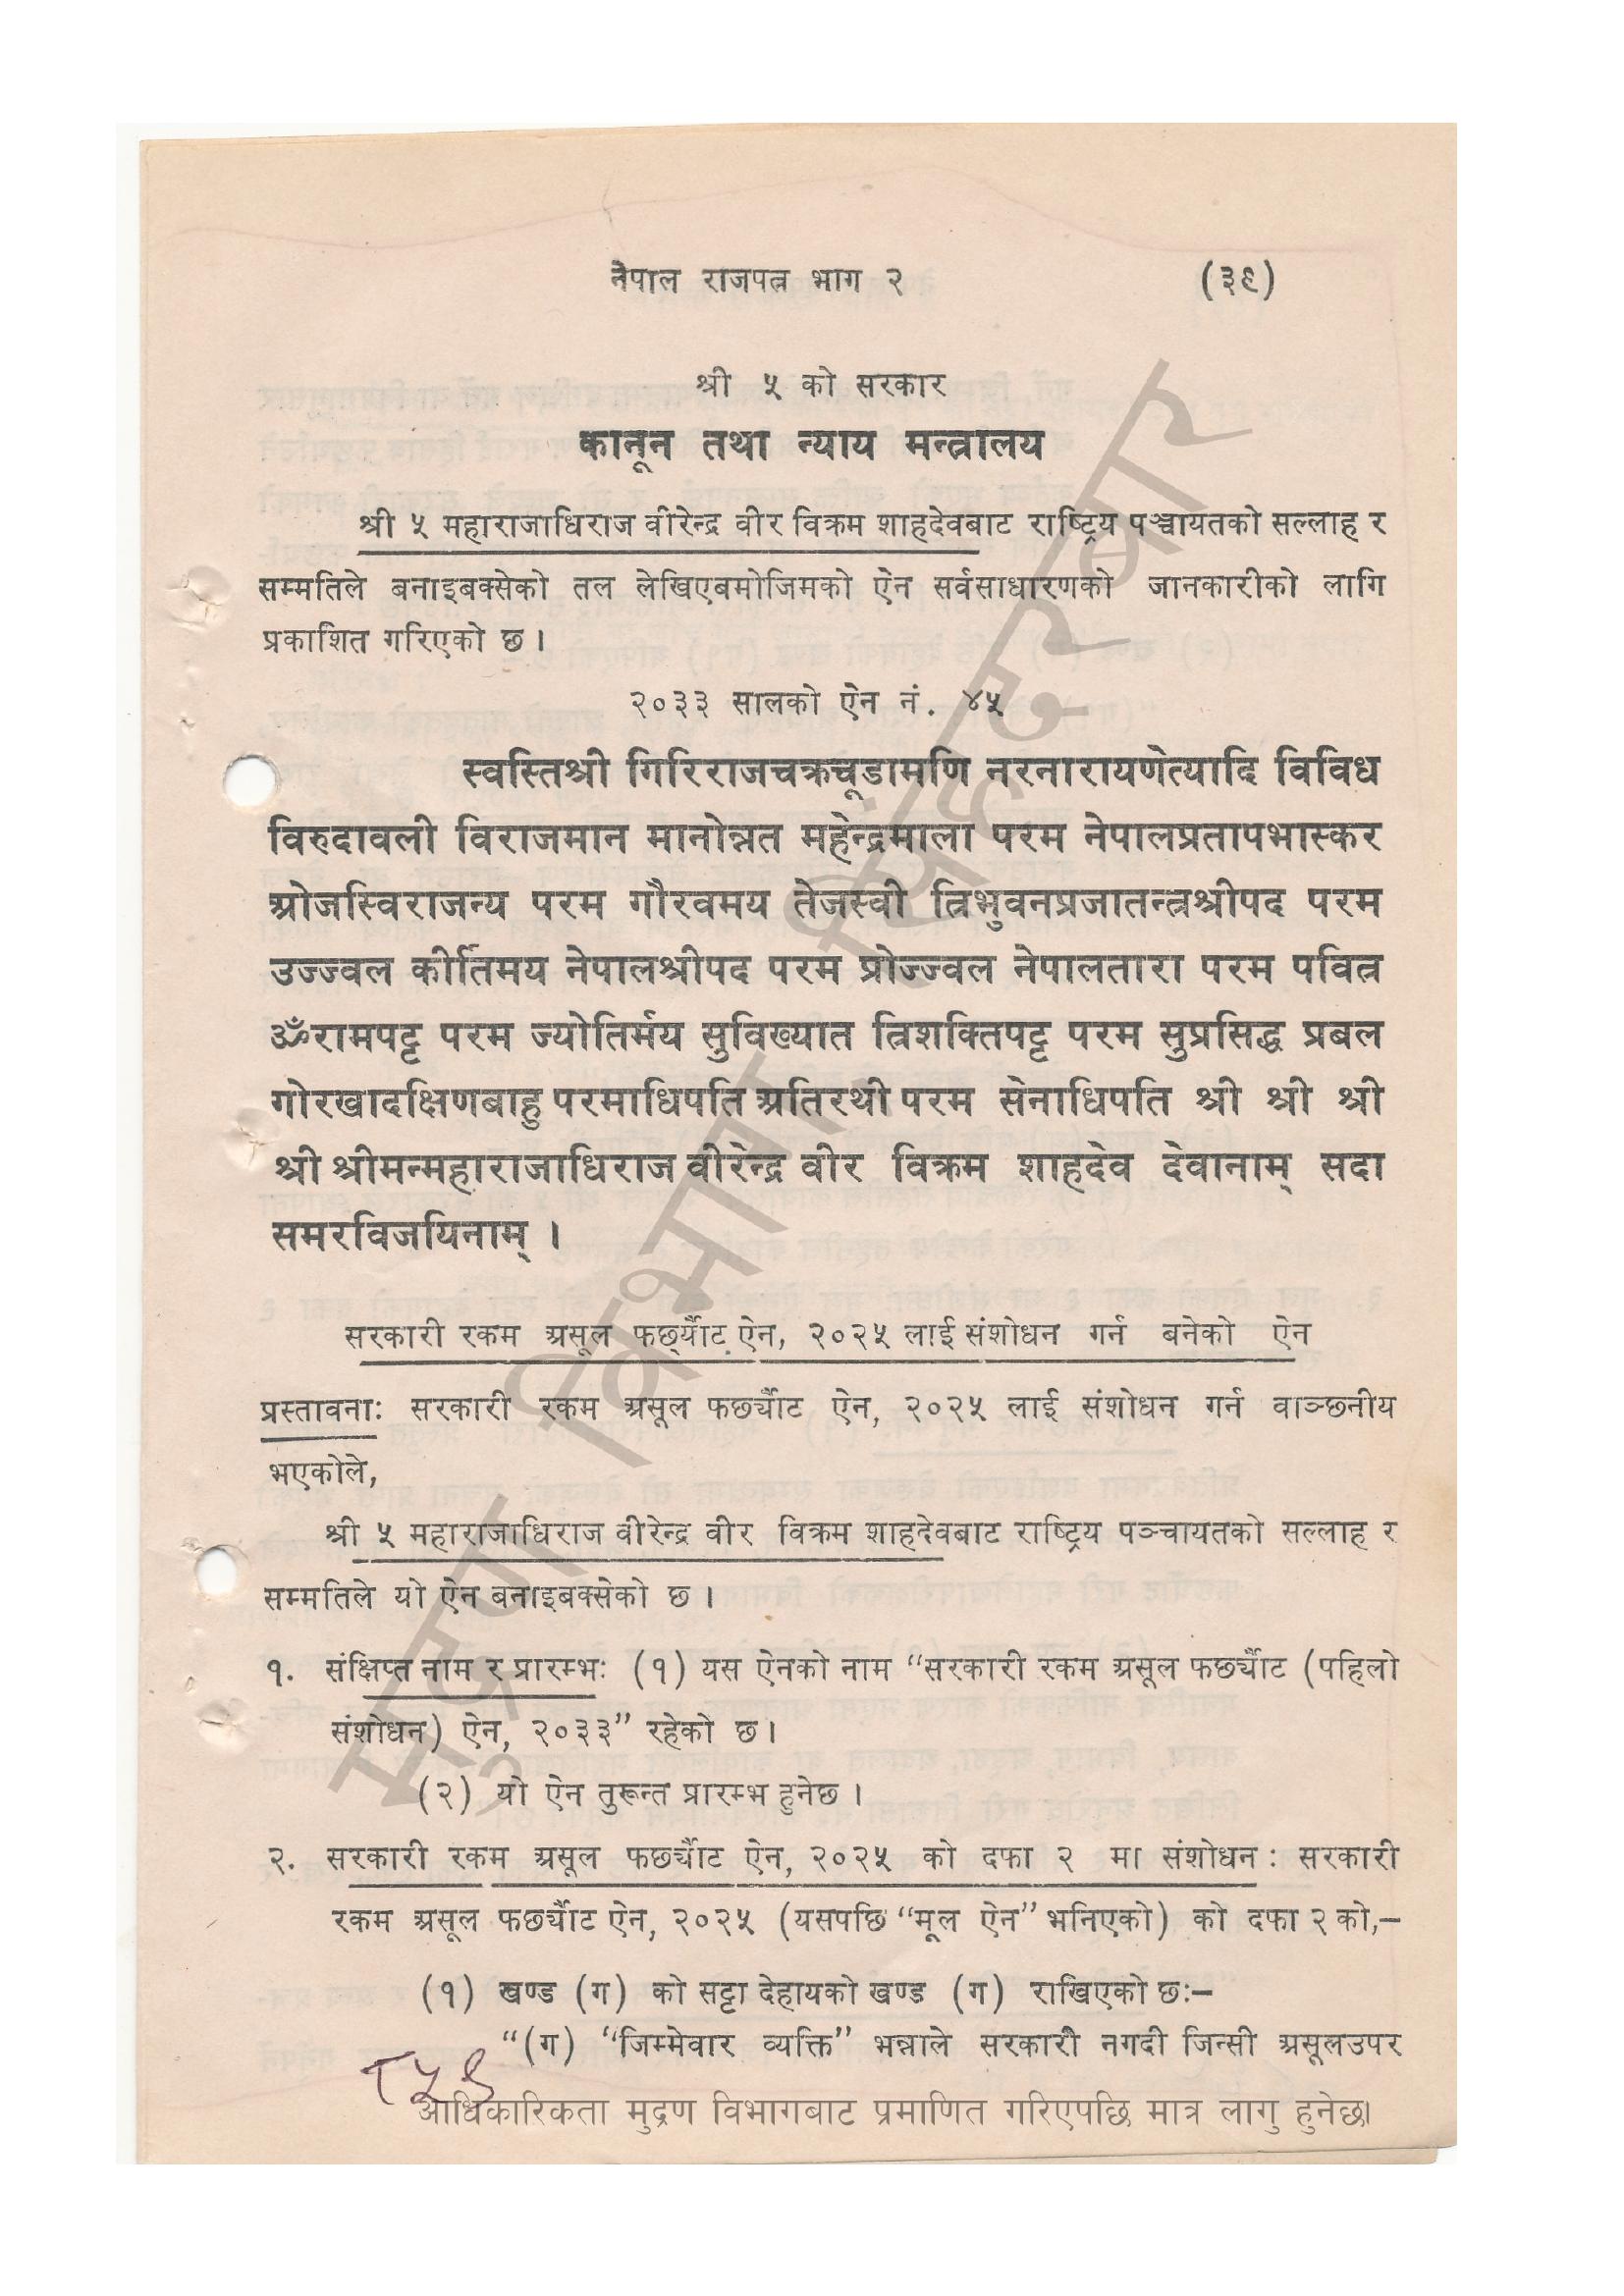 नेपाल राजपत्र भाग २ (३९)
श्री ५ को सरकार
कानून तथा न्याय मन्त्रालय
श्री ५ महाराजाधिराज वीरेन्द्र वीर विक्रम शाहदेवबाट राष्ट्रिय पञ्चायतको सल्लाह र
सम्मतिले बनाइबक्सेको तल लेखिएबमोजिमको ऐन सर्वसाधारणको जानकारीको लागि
प्रकाशित गरिएको छ ।
२०३३ सालको ऐन नं. ४५
स्वस्तिश्री गिरिराजचक्रचूडामणि नरनारायणेत्यादि विविध
विरुदावली विराजमान मानोन्नत महेन्द्रमाला परम नेपालप्रतापभास्कर
ओजस्विराजन्य परम गौरवमय तेजस्वी त्रिभुवनप्रजातन्त्रश्रीपद परम
उज्ज्वल कीर्तिमय नेपालश्रीपद परम प्रोज्ज्वल नेपालतारा परम पवित्र
ॐरामपट्ट परम ज्योतिर्मय सुविख्यात त्रिशक्तिपट्ट परम सुप्रसिद्ध प्रबल
गोरखादक्षिणबाहु परमाधिपति अतिरथी परम सेनाधिपति श्री श्री श्री
श्री श्रीमन्महाराजाधिराज वीरेन्द्र वीर विक्रम शाहदेव देवानाम् सदा
समरविजयिनाम् ।
सरकारी रकम असूल फर्छ्यौट ऐन, २०२५ लाई संशोधन गर्न बनेको ऐन
प्रस्तावनाः सरकारी रकम असूल फर्छ्यौट ऐन, २०२५ लाई संशोधन गर्न वाञ्छनीय
भएकोले,
श्री ५ महाराजाधिराज वीरेन्द्र वीर विक्रम शाहदेवबाट राष्ट्रिय पञ्चायतको सल्लाह र
सम्मतिले यो ऐन बनाइबक्सेको छ ।
१. संक्षिप्त नाम र प्रारम्भः (१) यस ऐनको नाम “सरकारी रकम असूल फर्छ्यौट (पहिलो
संशोधन) ऐन, २०३३” रहेको छ ।
(२) यो ऐन तुरून्त प्रारम्भ हुनेछ ।
२. सरकारी रकम असूल फर्छ्यौट ऐन, २०२५ को दफा २ मा संशोधन : सरकारी
रकम असूल फर्छ्यौट ऐन, २०२५ (यसपछि “मूल ऐन” भनिएको) को दफा २ को,–
(१) खण्ड (ग) को सट्टा देहायको खण्ड (ग) राखिएको छः–
“(ग) “जिम्मेवार व्यक्ति” भन्नाले सरकारी नगदी जिन्सी असूलउपर
आधिकारिकता मुद्रण विभागबाट प्रमाणित गरिएपछि मात्र लागु हुनेछ।
मुद्रण विभाग, सिंहदरबार